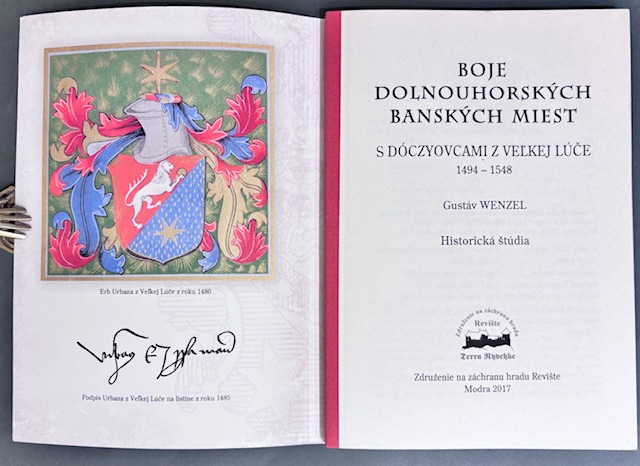 Erb Urbana z Veľkej Lúče z roku 1480
Podpis Urbana z Veľkej Lúče na listine z roku 1485
BOJE
DOLNOUHORSKÝCH
BANSKÝCH MIEST
S DÓCZYOVCAMI Z VEĽKEJ LÚČE
1494 – 1548
Gustáv WENZEL
Historická štúdia
Združenie na záchranu hradu
Revište
Terra Rywchke
Združenie na záchranu hradu Revište
Modra 2017